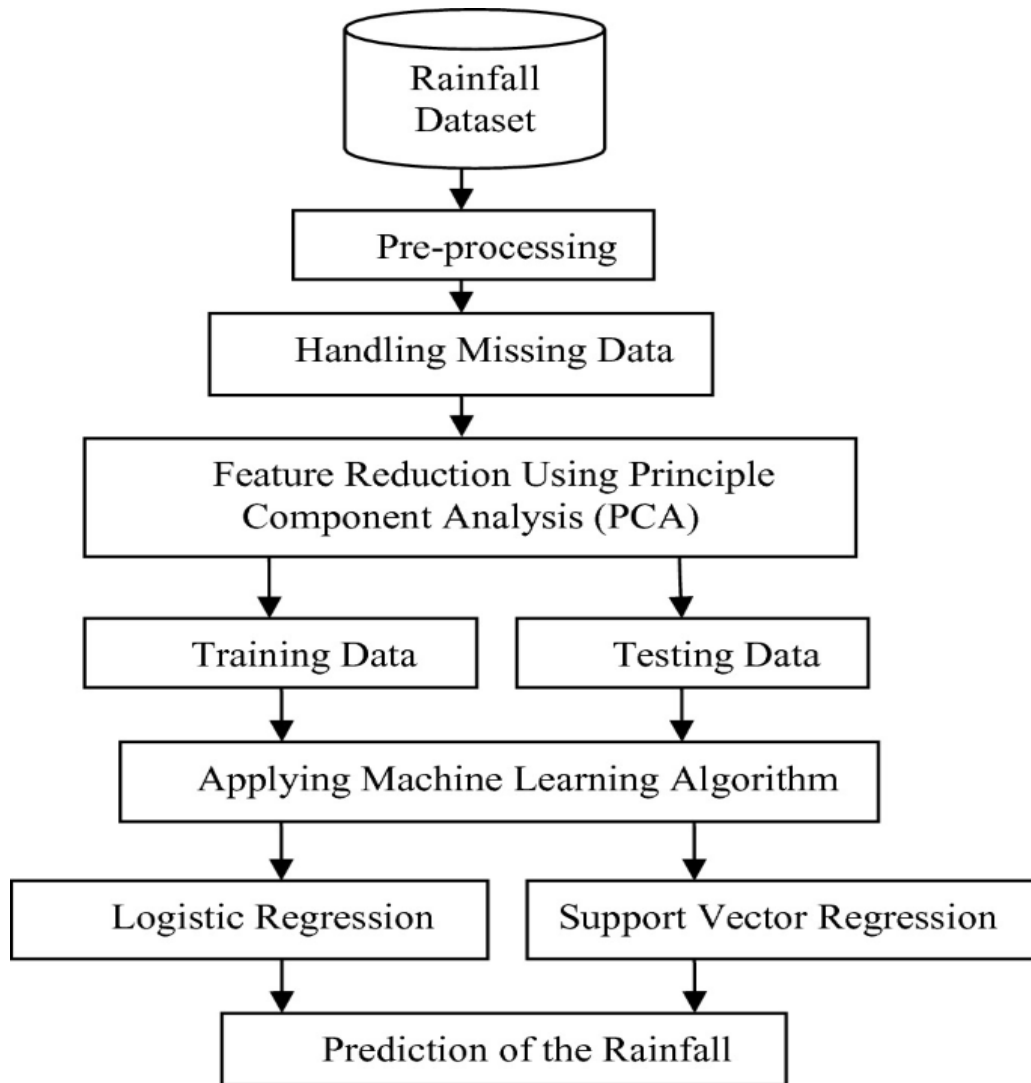 Rainfall
Dataset
Pre-processing
Handling Missing Data
Feature Reduction Using Principle
Component Analysis (PCA)
Training Data
Testing Data
Applying Machine Learning Algorithm
Logistic Regression
Support Vector Regression
Prediction of the Rainfall